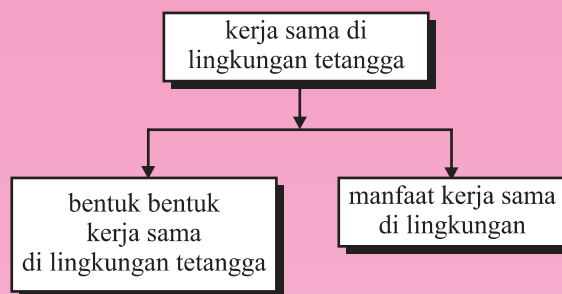 kerja sama di
lingkungan tetangga
bentuk bentuk
kerja sama
di lingkungan tetangga
manfaat kerja sama
di lingkungan